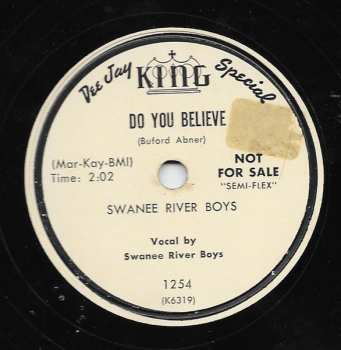 Dee Jay KING Special
DO YOU BELIEVE
(Buford Abner)
(Mar-Kay-BMI)
Time: 2:02
NOT
FOR SALE
"SEMI-FLEX"
SWANEE RIVER BOYS
Vocal by
Swanee River Boys
1254
(K6319)